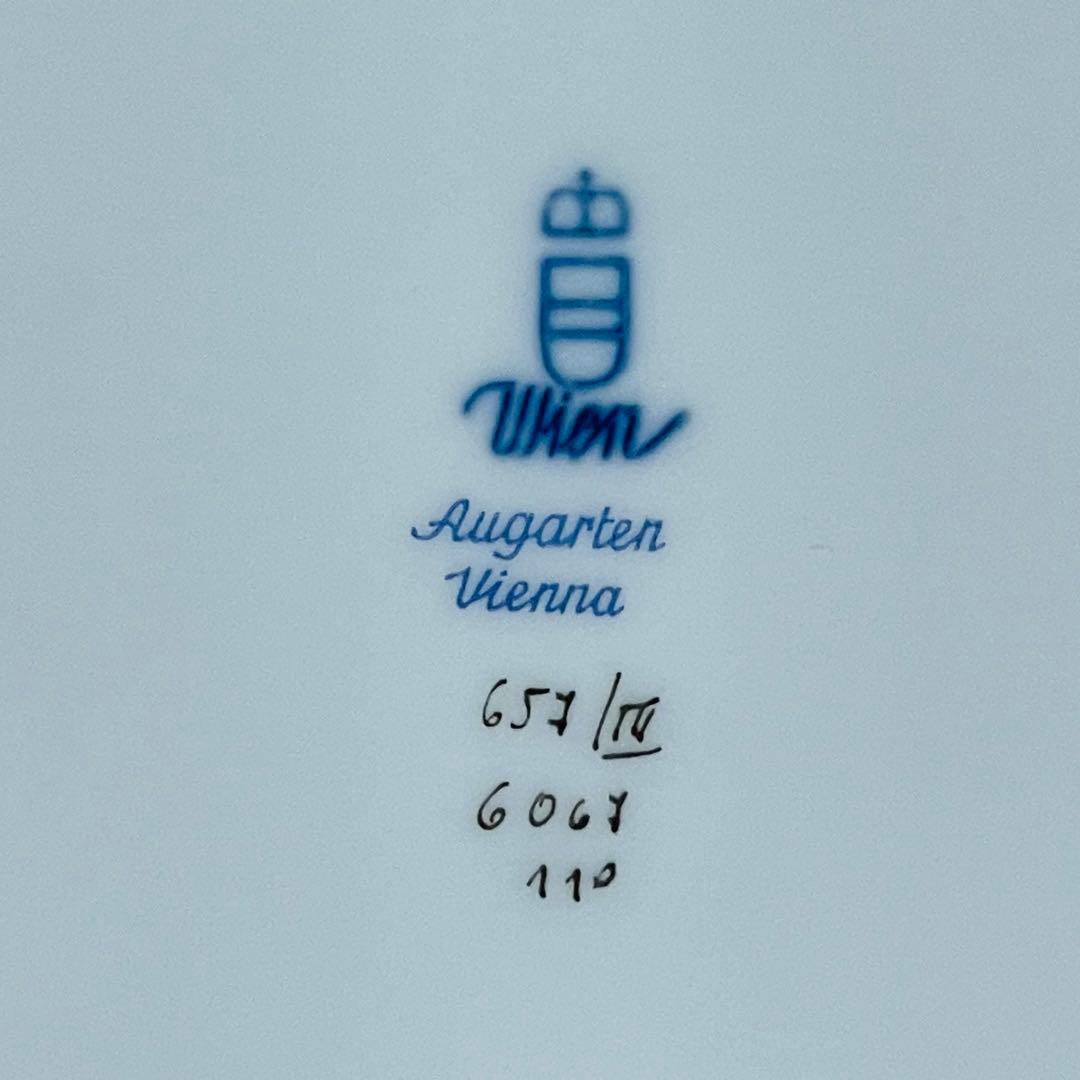 Wien
Augarten
Vienna
657/IV
6067
110